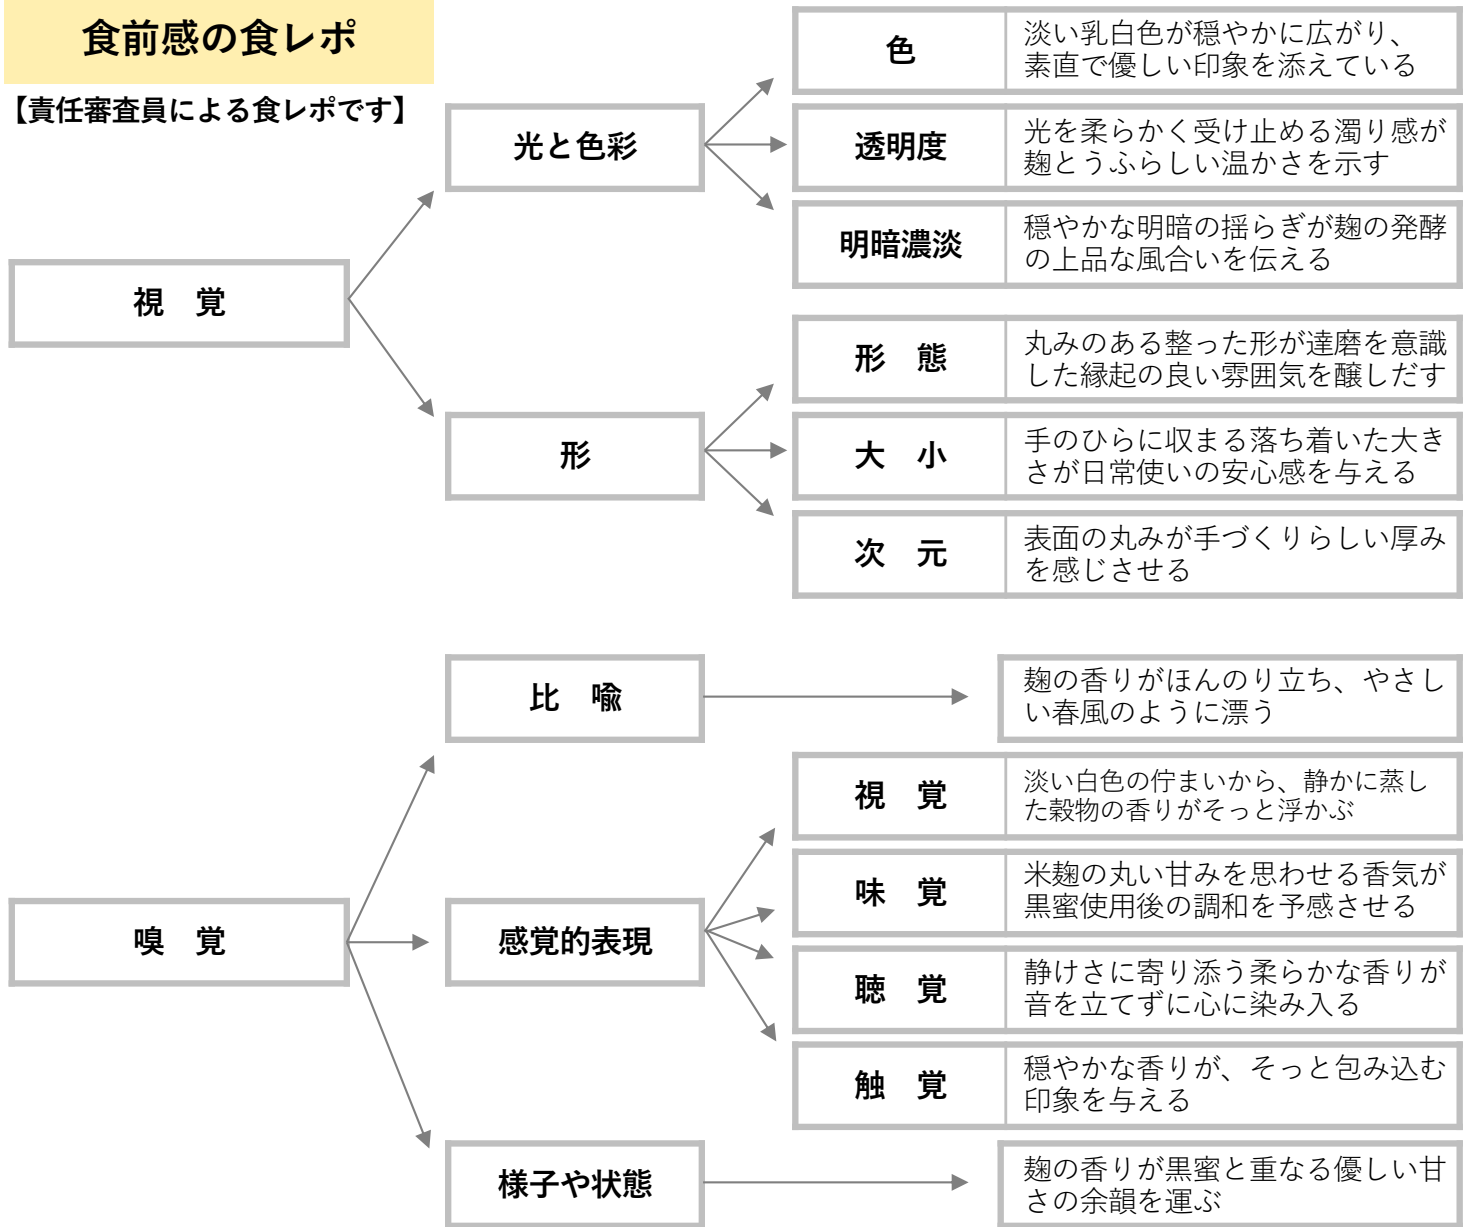 食前感の食レポ
【責任審査員による食レポです】
視　覚
光と色彩
色
淡い乳白色が穏やかに広がり、
素直で優しい印象を添えている
透明度
光を柔らかく受け止める濁り感が
麹とうふらしい温かさを示す
明暗濃淡
穏やかな明暗の揺らぎが麹の発酵
の上品な風合いを伝える
形
形　態
丸みのある整った形が達磨を意識
した縁起の良い雰囲気を醸しだす
大　小
手のひらに収まる落ち着いた大き
さが日常使いの安心感を与える
次　元
表面の丸みが手づくりらしい厚み
を感じさせる
嗅　覚
比　喩
麹の香りがほんのり立ち、やさし
い春風のように漂う
感覚的表現
視　覚
淡い白色の佇まいから、静かに蒸し
た穀物の香りがそっと浮かぶ
味　覚
米麹の丸い甘みを思わせる香気が
黒蜜使用後の調和を予感させる
聴　覚
静けさに寄り添う柔らかな香りが
音を立てずに心に染み入る
触　覚
穏やかな香りが、そっと包み込む
印象を与える
様子や状態
麹の香りが黒蜜と重なる優しい甘
さの余韻を運ぶ